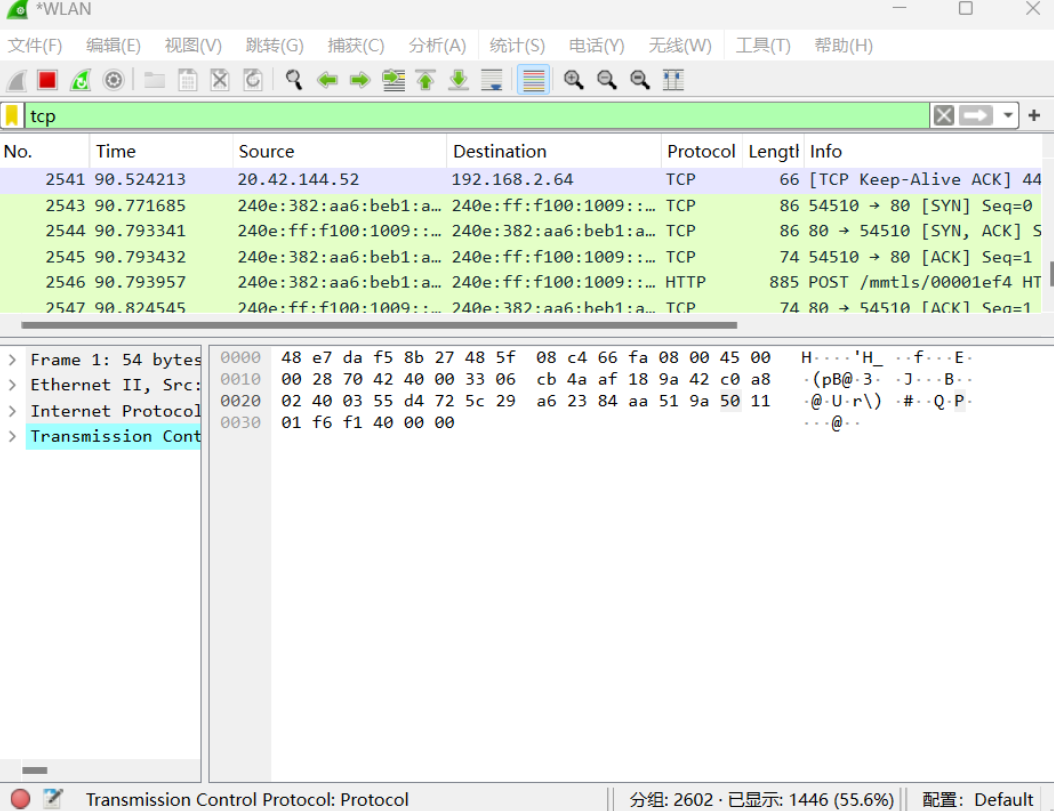 *WLAN
文件(F) 编辑(E) 视图(V) 跳转(G) 捕获(C) 分析(A) 统计(S) 电话(Y) 无线(W) 工具(T) 帮助(H)
tcp
No. Time Source Destination Protocol Lengtl Info
2541 90.524213 20.42.144.52 192.168.2.64 TCP 66 [TCP Keep-Alive ACK] 44
2543 90.771685 240e:382:aa6:beb1:a… 240e:ff:f100:1009::… TCP 86 54510 → 80 [SYN] Seq=0
2544 90.793341 240e:ff:f100:1009::… 240e:382:aa6:beb1:a… TCP 86 80 → 54510 [SYN, ACK] S
2545 90.793432 240e:382:aa6:beb1:a… 240e:ff:f100:1009::… TCP 74 54510 → 80 [ACK] Seq=1
2546 90.793957 240e:382:aa6:beb1:a… 240e:ff:f100:1009::… HTTP 885 POST /mmtls/00001ef4 HT
2547 90.824545 240e:ff:f100:1009::… 240e:382:aa6:beb1:a… TCP 74 80 → 54510 [ACK] Seq=1
Frame 1: 54 bytes
Ethernet II, Src:
Internet Protocol
Transmission Cont
0000 48 e7 da f5 8b 27 48 5f 08 c4 66 fa 08 00 45 00 H····'H_ ··f···E·
0010 00 28 70 42 40 00 33 06 cb 4a af 18 9a 42 c0 a8 ·(pB@·3· ·J···B··
0020 02 40 03 55 d4 72 5c 29 a6 23 84 aa 51 9a 50 11 ·@·U·r\) ·#··Q·P·
0030 01 f6 f1 40 00 00 ···@··
Transmission Control Protocol: Protocol 分组: 2602 · 已显示: 1446 (55.6%) 配置: Default